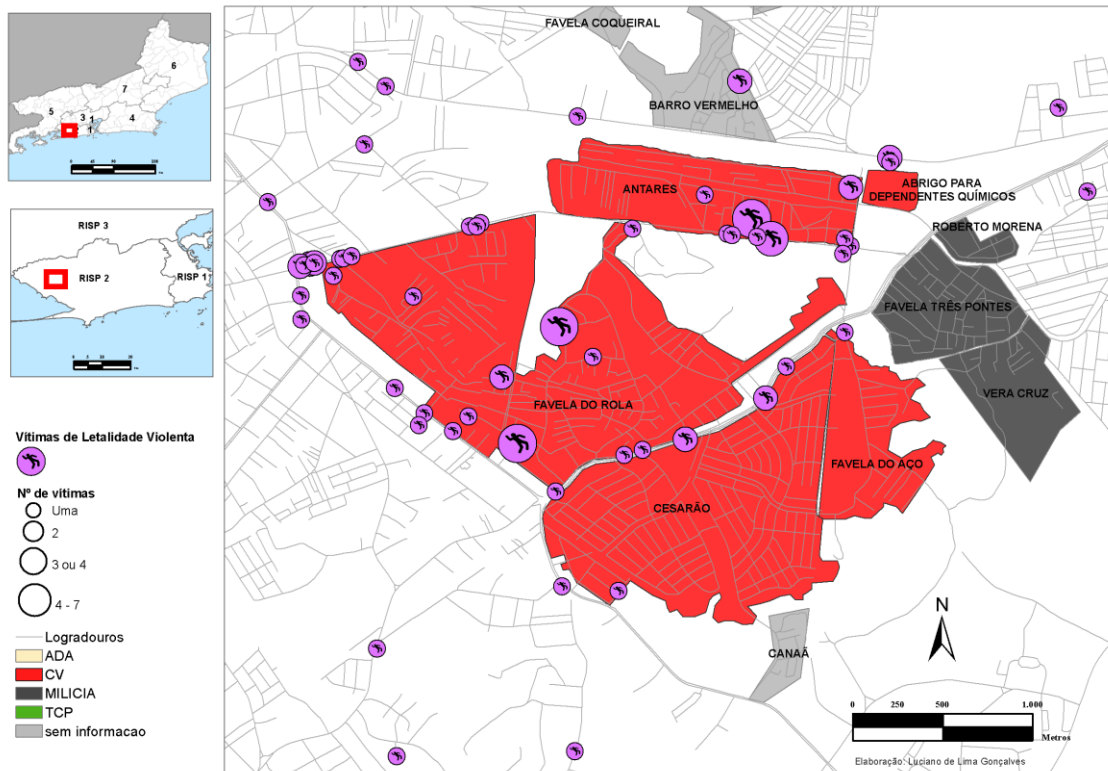 6
7
5
3
1
4
1
0
45
90
RISP 3
RISP 2
RISP 1
Vítimas de Letalidade Violenta
Nº de vítimas
Uma
2
3 ou 4
4 - 7
Logradouros
ADA
CV
MILICIA
TCP
sem informacao
FAVELA COQUEIRAL
BARRO VERMELHO
ANTARES
ABRIGO PARA
DEPENDENTES QUÍMICOS
ROBERTO MORENA
FAVELA TRÊS PONTES
VERA CRUZ
FAVELA DO ROLA
FAVELA DO AÇO
CESARÃO
CANAÃ
N
0 250 500 1.000
Metros
Elaboração: Luciano de Lima Gonçalves